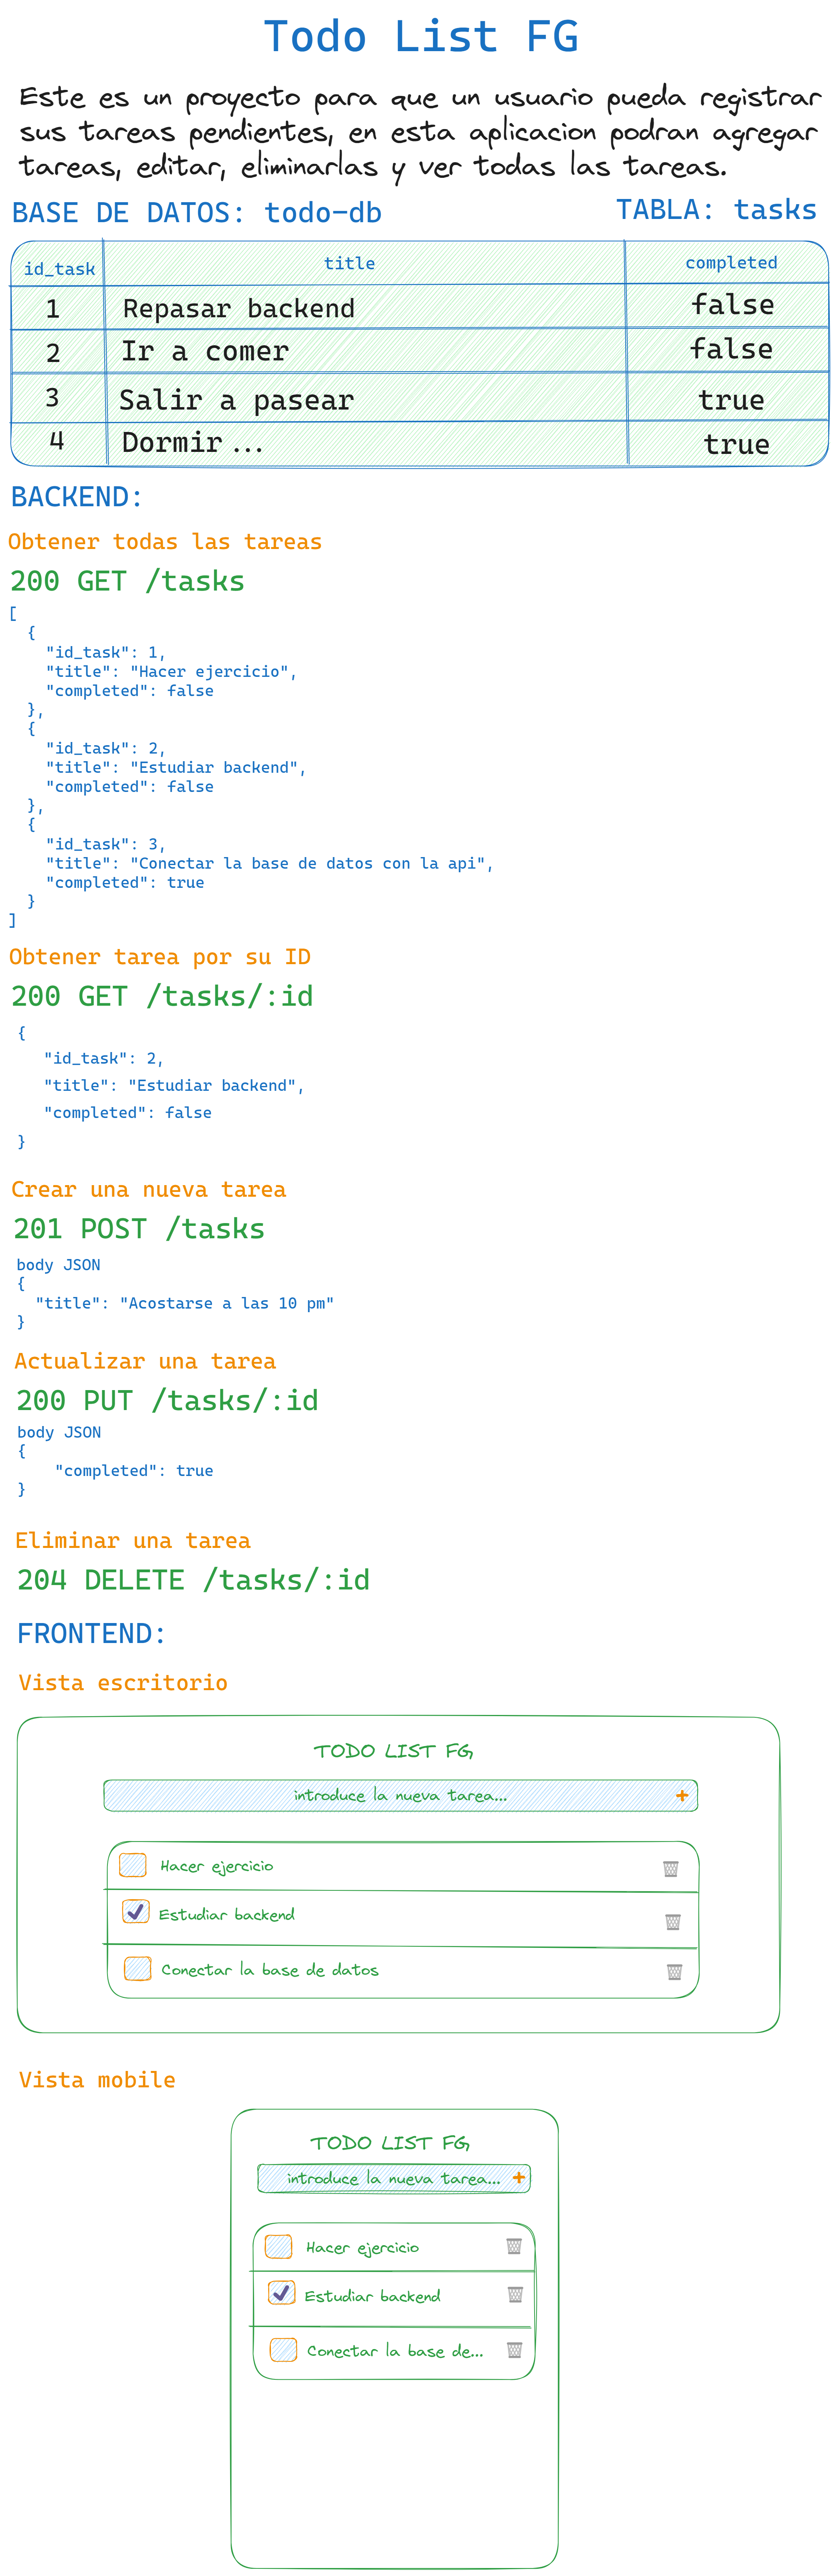 Todo List FG
Este es un proyecto para que un usuario pueda registrar
sus tareas pendientes, en esta aplicacion podran agregar
tareas, editar, eliminarlas y ver todas las tareas.
BASE DE DATOS: todo-db
TABLA: tasks
id_task title completed
1 Repasar backend false
2 Ir a comer false
3 Salir a pasear true
4 Dormir ... true
BACKEND:
Obtener todas las tareas
200 GET /tasks
[
{
"id_task": 1,
"title": "Hacer ejercicio",
"completed": false
},
{
"id_task": 2,
"title": "Estudiar backend",
"completed": false
},
{
"id_task": 3,
"title": "Conectar la base de datos con la api",
"completed": true
}
]
Obtener tarea por su ID
200 GET /tasks/:id
{
"id_task": 2,
"title": "Estudiar backend",
"completed": false
}
Crear una nueva tarea
201 POST /tasks
body JSON
{
"title": "Acostarse a las 10 pm"
}
Actualizar una tarea
200 PUT /tasks/:id
body JSON
{
"completed": true
}
Eliminar una tarea
204 DELETE /tasks/:id
FRONTEND:
Vista escritorio
TODO LIST FG
introduce la nueva tarea... +
Hacer ejercicio
Estudiar backend
Conectar la base de datos
Vista mobile
TODO LIST FG
introduce la nueva tarea... +
Hacer ejercicio
Estudiar backend
Conectar la base de...